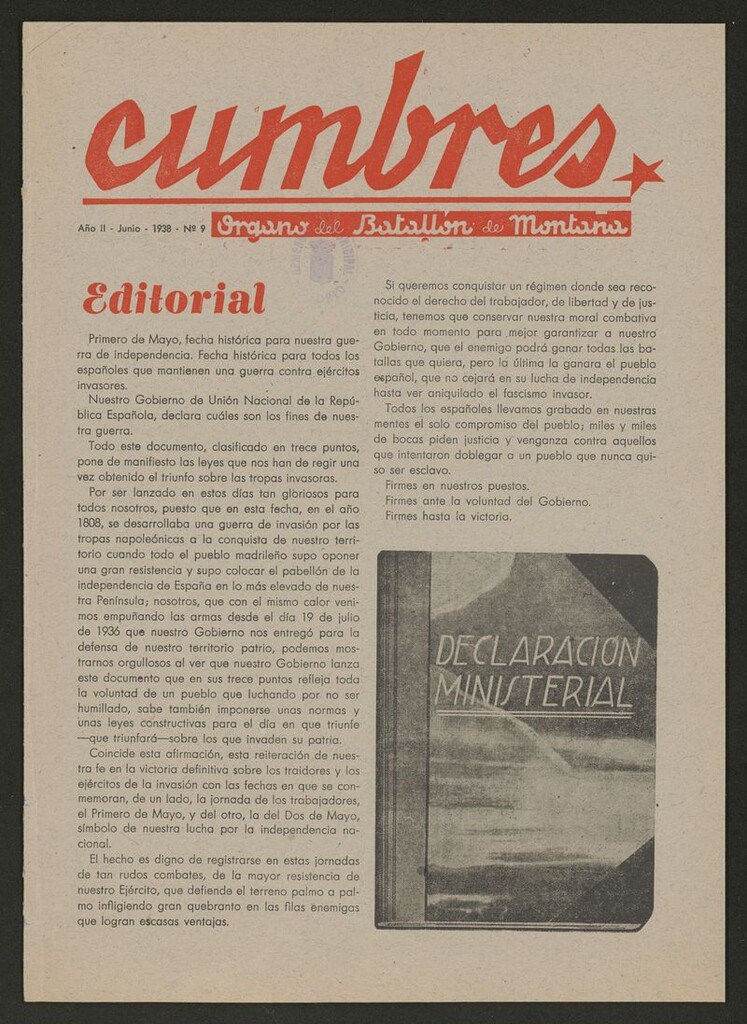 cumbres
Año II - Junio - 1938 - Nº 9
Organo del Batallón de Montaña
Editorial
Primero de Mayo, fecha histórica para nuestra gue-
rra de independencia. Fecha histórica para todos los
españoles que mantienen una guerra contra ejércitos
invasores.
Nuestro Gobierno de Unión Nacional de la Repú-
blica Española, declara cuáles son los fines de nues-
tra guerra.
Todo este documento, clasificado en trece puntos,
pone de manifiesto las leyes que nos han de regir una
vez obtenido el triunfo sobre las tropas invasoras.
Por ser lanzado en estos días tan gloriosos para
todos nosotros, puesto que en esta fecha, en el año
1808, se desarrollaba una guerra de invasión por las
tropas napoleónicas a la conquista de nuestro terri-
torio cuando todo el pueblo madrileño supo oponer
una gran resistencia y supo colocar el pabellón de la
independencia de España en lo más elevado de nues-
tra Península; nosotros, que con el mismo calor veni-
mos empuñando las armas desde el día 19 de julio
de 1936 que nuestro Gobierno nos entregó para la
defensa de nuestro territorio patrio, podemos mos-
trarnos orgullosos al ver que nuestro Gobierno lanza
este documento que en sus trece puntos refleja toda
la voluntad de un pueblo que luchando por no ser
humillado, sabe también imponerse unas normas y
unas leyes constructivas para el día en que triunfe
—que triunfará—sobre los que invaden su patria.
Coincide esta afirmación, esta reiteración de nues-
tra fe en la victoria definitiva sobre los traidores y los
ejércitos de la invasión con las fechas en que se con-
memoran, de un lado, la jornada de los trabajadores,
el Primero de Mayo, y del otro, la del Dos de Mayo,
símbolo de nuestra lucha por la independencia na-
cional.
El hecho es digno de registrarse en estas jornadas
de tan rudos combates, de la mayor resistencia de
nuestro Ejército, que defiende el terreno palmo a pal-
mo infligiendo gran quebranto en las filas enemigas
que logran escasas ventajas.
Si queremos conquistar un régimen donde sea reco-
nocido el derecho del trabajador, de libertad y de jus-
ticia, tenemos que conservar nuestra moral combativa
en todo momento para mejor garantizar a nuestro
Gobierno, que el enemigo podrá ganar todas las ba-
tallas que quiera, pero la última la ganara el pueblo
español, que no cejará en su lucha de independencia
hasta ver aniquilado el fascismo invasor.
Todos los españoles llevamos grabado en nuestras
mentes el solo compromiso del pueblo; miles y miles
de bocas piden justicia y venganza contra aquellos
que intentaron doblegar a un pueblo que nunca qui-
so ser esclavo.
Firmes en nuestros puestos.
Firmes ante la voluntad del Gobierno.
Firmes hasta la victoria.
DECLARACIÓN
MINISTERIAL